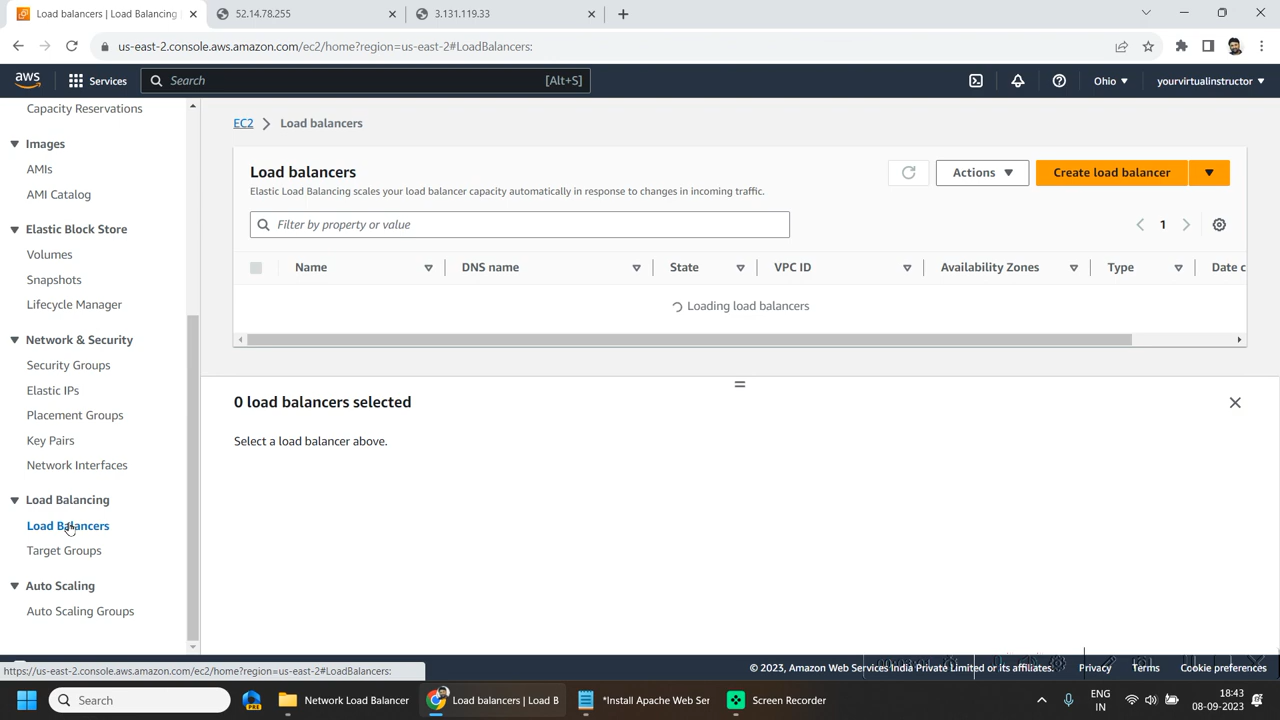 Load balancers | Load Balancing
52.14.78.255
3.131.119.33
us-east-2.console.aws.amazon.com/ec2/home?region=us-east-2#LoadBalancers:
aws
Services
Search
[Alt+S]
Ohio
yourvirtualinstructor
Capacity Reservations
Images
AMIs
AMI Catalog
Elastic Block Store
Volumes
Snapshots
Lifecycle Manager
Network & Security
Security Groups
Elastic IPs
Placement Groups
Key Pairs
Network Interfaces
Load Balancing
Load Balancers
Target Groups
Auto Scaling
Auto Scaling Groups
EC2
Load balancers
Load balancers
Elastic Load Balancing scales your load balancer capacity automatically in response to changes in incoming traffic.
Actions
Create load balancer
Filter by property or value
1
Name
DNS name
State
VPC ID
Availability Zones
Type
Date c
Loading load balancers
0 load balancers selected
Select a load balancer above.
https://us-east-2.console.aws.amazon.com/ec2/home?region=us-east-2#LoadBalancers:
© 2023, Amazon Web Services India Private Limited or its affiliates.
Privacy
Terms
Cookie preferences
Search
PRE
Network Load Balancer
Load balancers | Load B
*Install Apache Web Ser
Screen Recorder
ENG
IN
18:43
08-09-2023